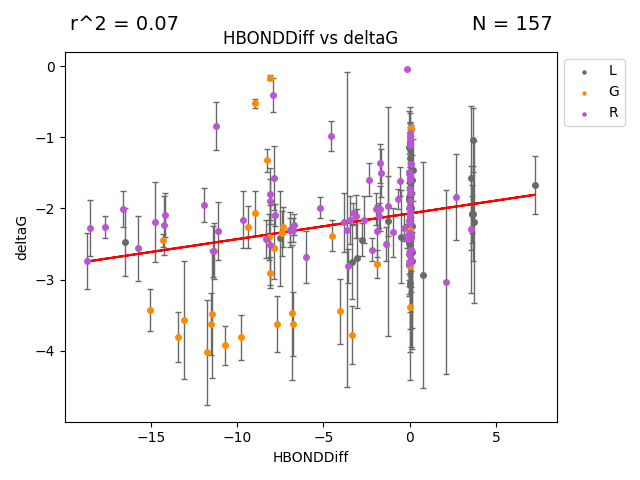 r^2 = 0.07 N = 157
HBONDDiff vs deltaG
L
G
R
deltaG
0
−1
−2
−3
−4
−15 −10 −5 0 5
HBONDDiff